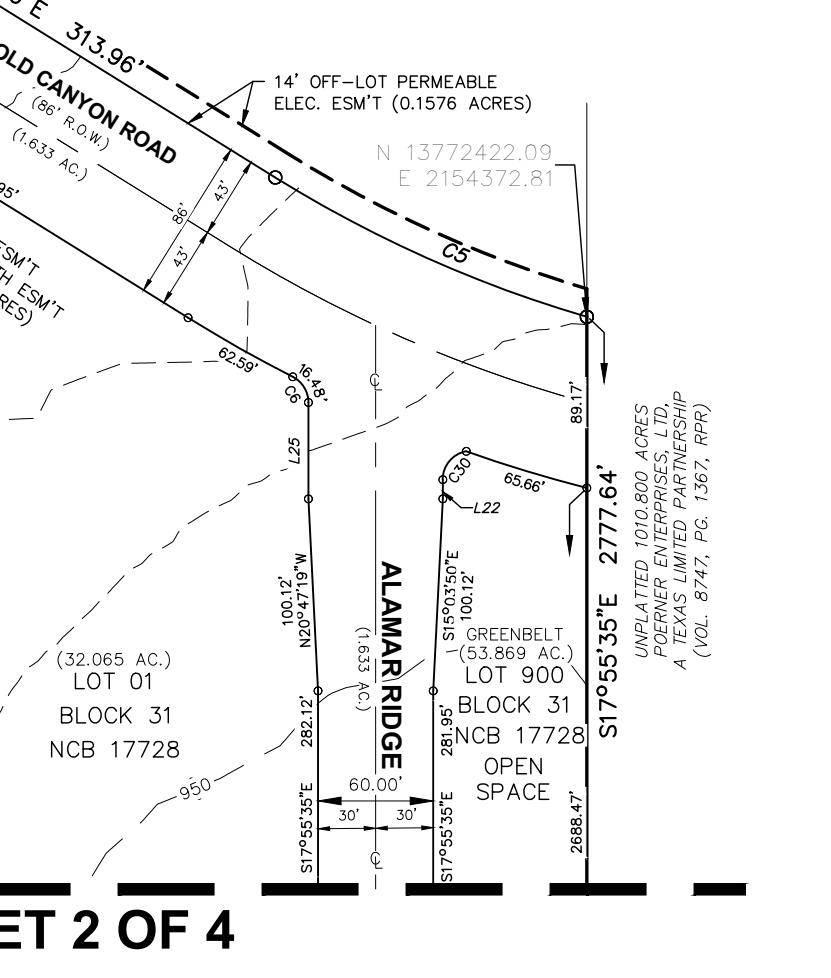 E 313.96'
OLD CANYON ROAD
(86' R.O.W.)
(1.633 AC.)
14' OFF-LOT PERMEABLE
ELEC. ESM'T (0.1576 ACRES)
N 13772422.09
E 2154372.81
95'
86'
43'
43'
C5
ESM'T
TH ESM'T
RES)
62.59'
16.48'
C6
℄
89.17'
L25
C30
65.66'
L22
100.12'
N20°47'19"W
ALAMAR RIDGE
(1.633 AC.)
S15°03'50"E
100.12'
S17°55'35"E 2777.64'
UNPLATTED 1010.800 ACRES
POERNER ENTERPRISES, LTD,
A TEXAS LIMITED PARTNERSHIP
(VOL. 8747, PG. 1367, RPR)
(32.065 AC.)
LOT 01
BLOCK 31
NCB 17728
GREENBELT
(53.869 AC.)
LOT 900
BLOCK 31
NCB 17728
OPEN
SPACE
282.12'
281.95'
950
60.00'
30'
30'
S17°55'35"E
S17°55'35"E
℄
2688.47'
ET 2 OF 4